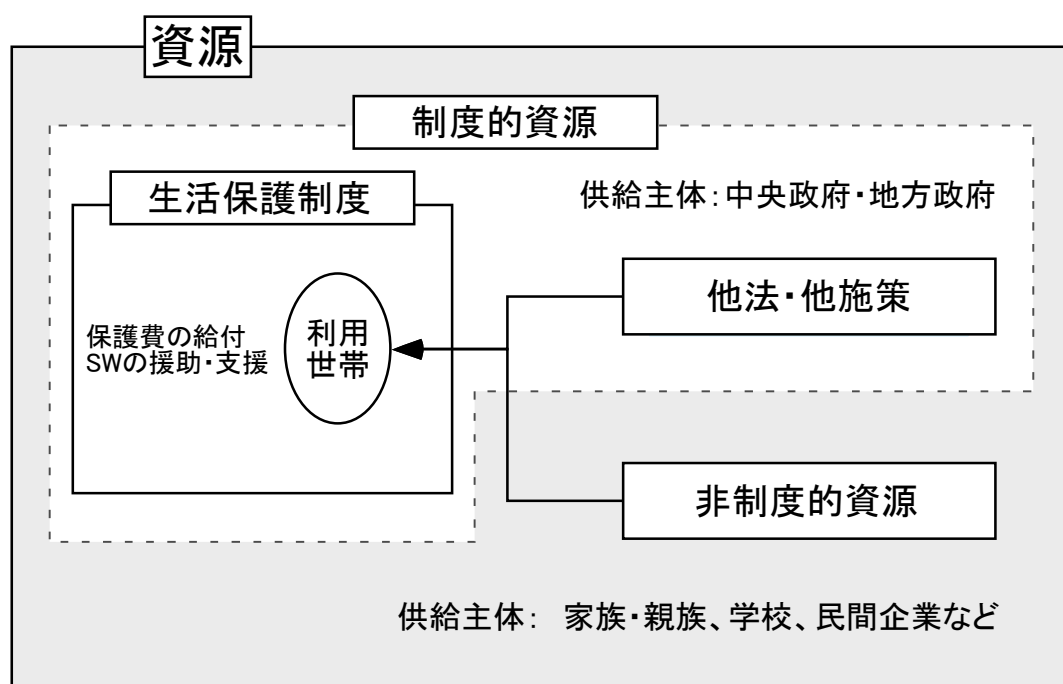 資源
制度的資源
生活保護制度
供給主体：中央政府・地方政府
他法・他施策
保護費の給付
SWの援助・支援
利用
世帯
非制度的資源
供給主体： 家族・親族、学校、民間企業など